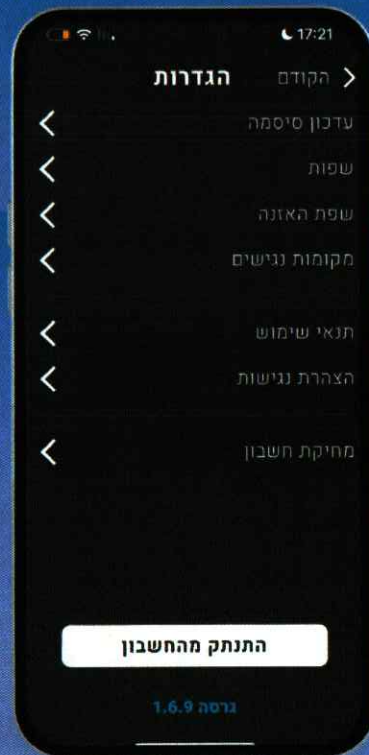 17:21
הקודם הגדרות
עדכון סיסמה
שפות
שפת האזנה
מקומות נגישים
תנאי שימוש
הצהרת נגישות
מחיקת חשבון
התנתק מהחשבון
גרסה 1.6.9